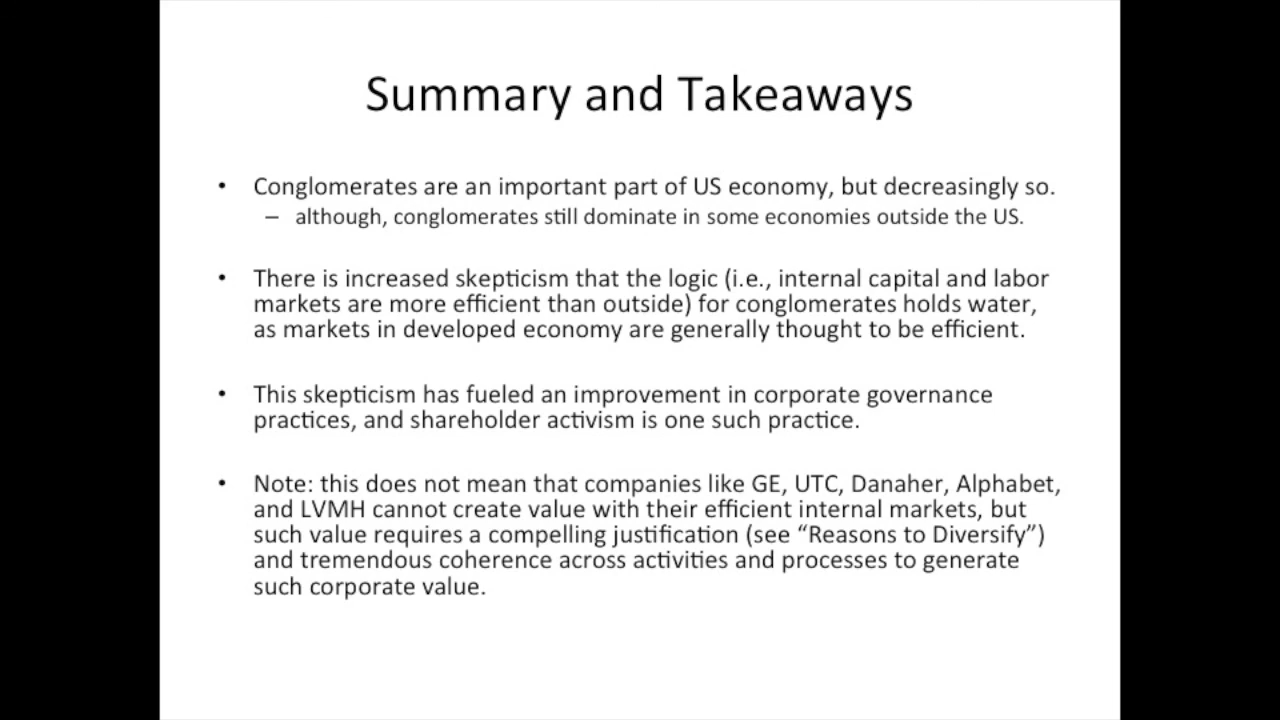 Summary and Takeaways
• Conglomerates are an important part of US economy, but decreasingly so.
– although, conglomerates still dominate in some economies outside the US.
• There is increased skepticism that the logic (i.e., internal capital and labor
markets are more efficient than outside) for conglomerates holds water,
as markets in developed economy are generally thought to be efficient.
• This skepticism has fueled an improvement in corporate governance
practices, and shareholder activism is one such practice.
• Note: this does not mean that companies like GE, UTC, Danaher, Alphabet,
and LVMH cannot create value with their efficient internal markets, but
such value requires a compelling justification (see “Reasons to Diversify”)
and tremendous coherence across activities and processes to generate
such corporate value.